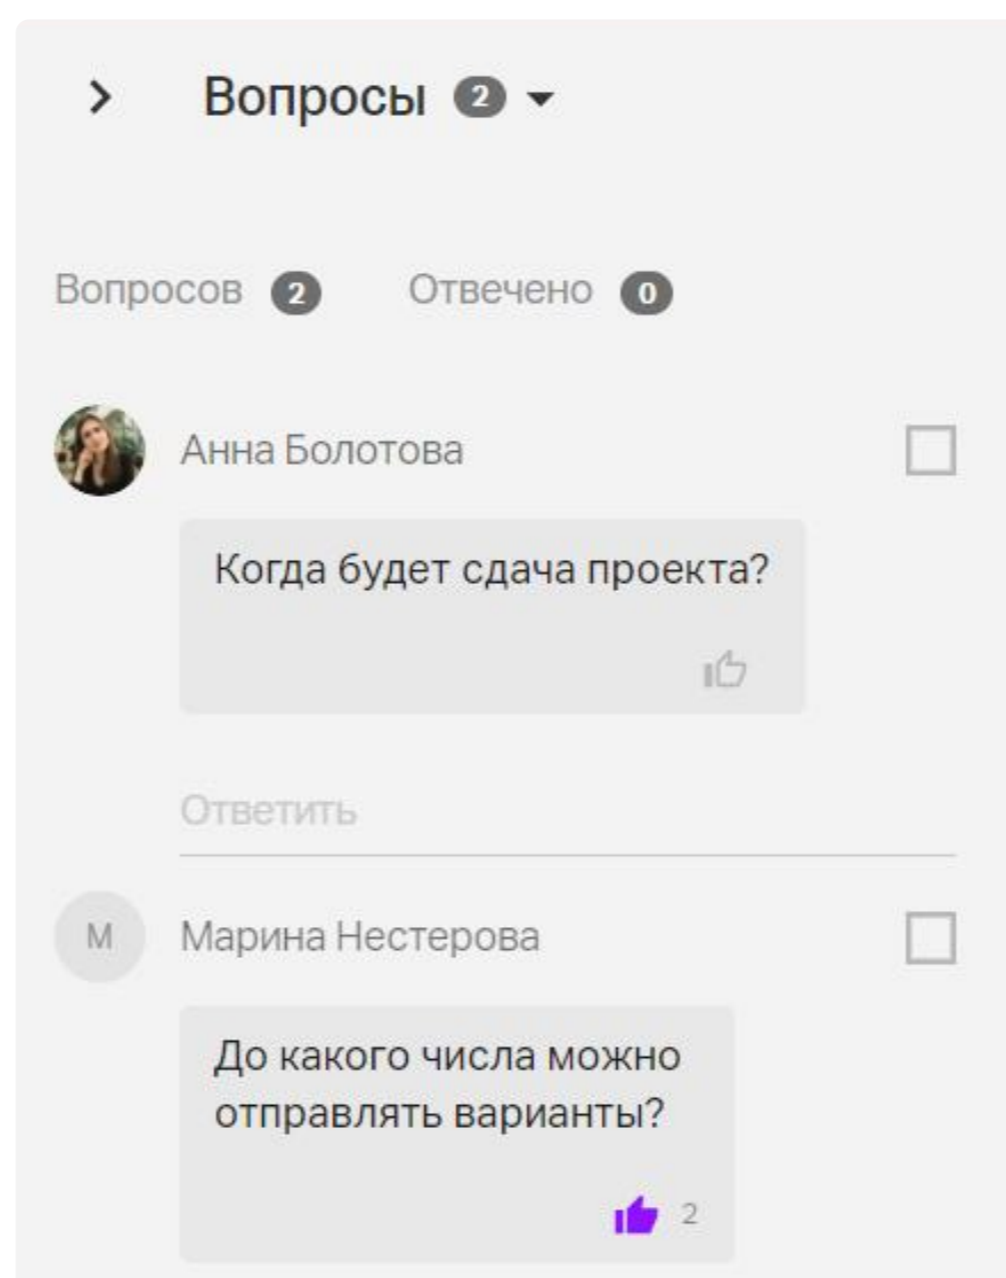 Вопросы 2
Вопросов 2 Отвечено 0
Анна Болотова
Когда будет сдача проекта?
Ответить
М Марина Нестерова
До какого числа можно
отправлять варианты?
2